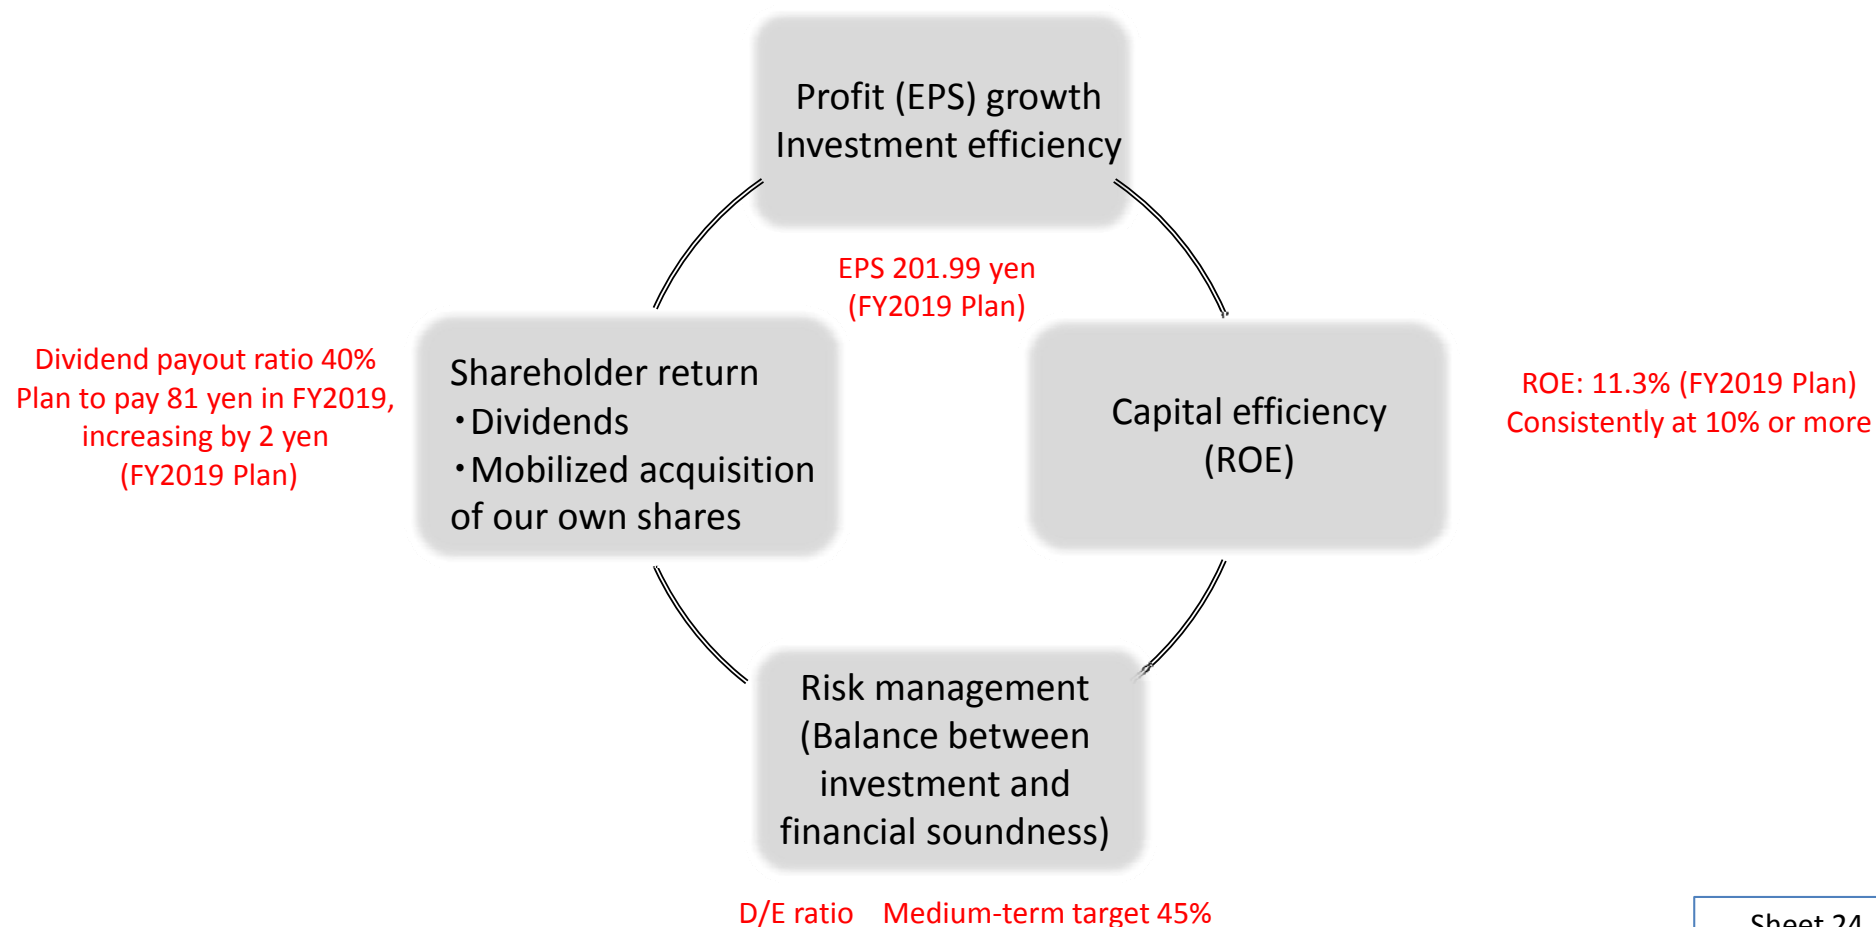 Profit (EPS) growth
Investment efficiency
EPS 201.99 yen
(FY2019 Plan)
Dividend payout ratio 40%
Plan to pay 81 yen in FY2019,
increasing by 2 yen
(FY2019 Plan)
Shareholder return
・Dividends
・Mobilized acquisition
of our own shares
Capital efficiency
(ROE)
ROE: 11.3% (FY2019 Plan)
Consistently at 10% or more
Risk management
(Balance between
investment and
financial soundness)
D/E ratio Medium-term target 45%
Sheet 24